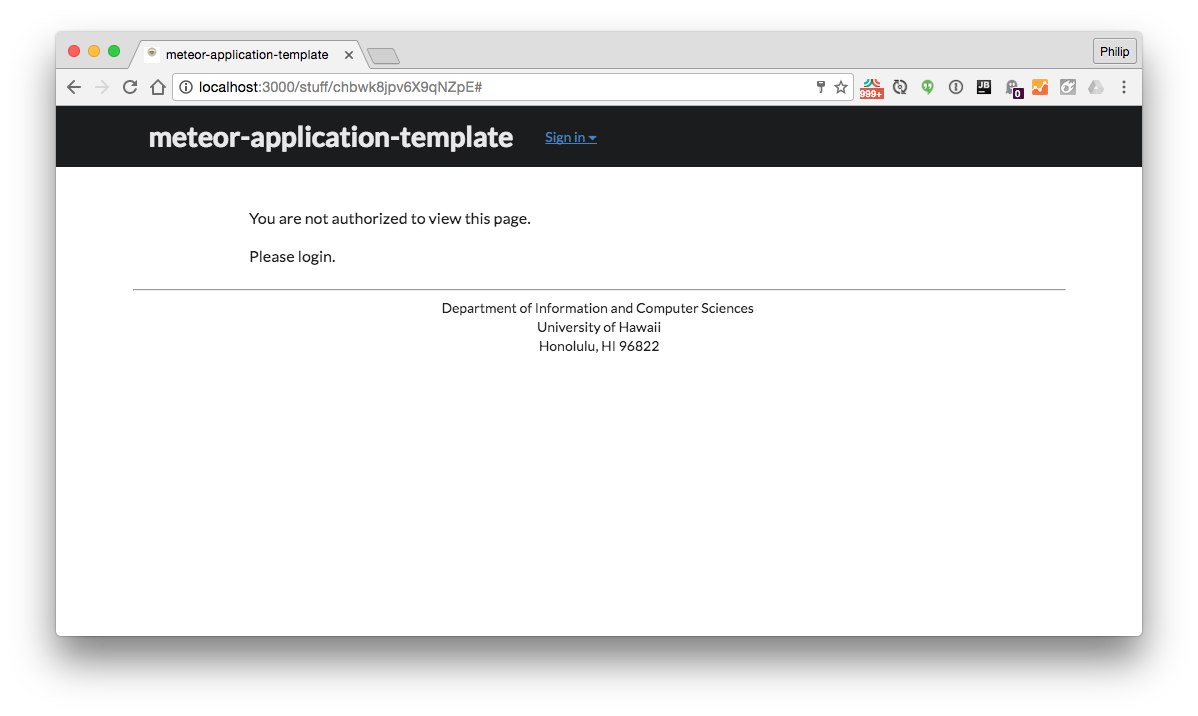 meteor-application-template
Philip
localhost:3000/stuff/chbwk8jpv6X9qNZpE#
999+
JB
0
meteor-application-template
Sign in
You are not authorized to view this page.
Please login.
Department of Information and Computer Sciences
University of Hawaii
Honolulu, HI 96822